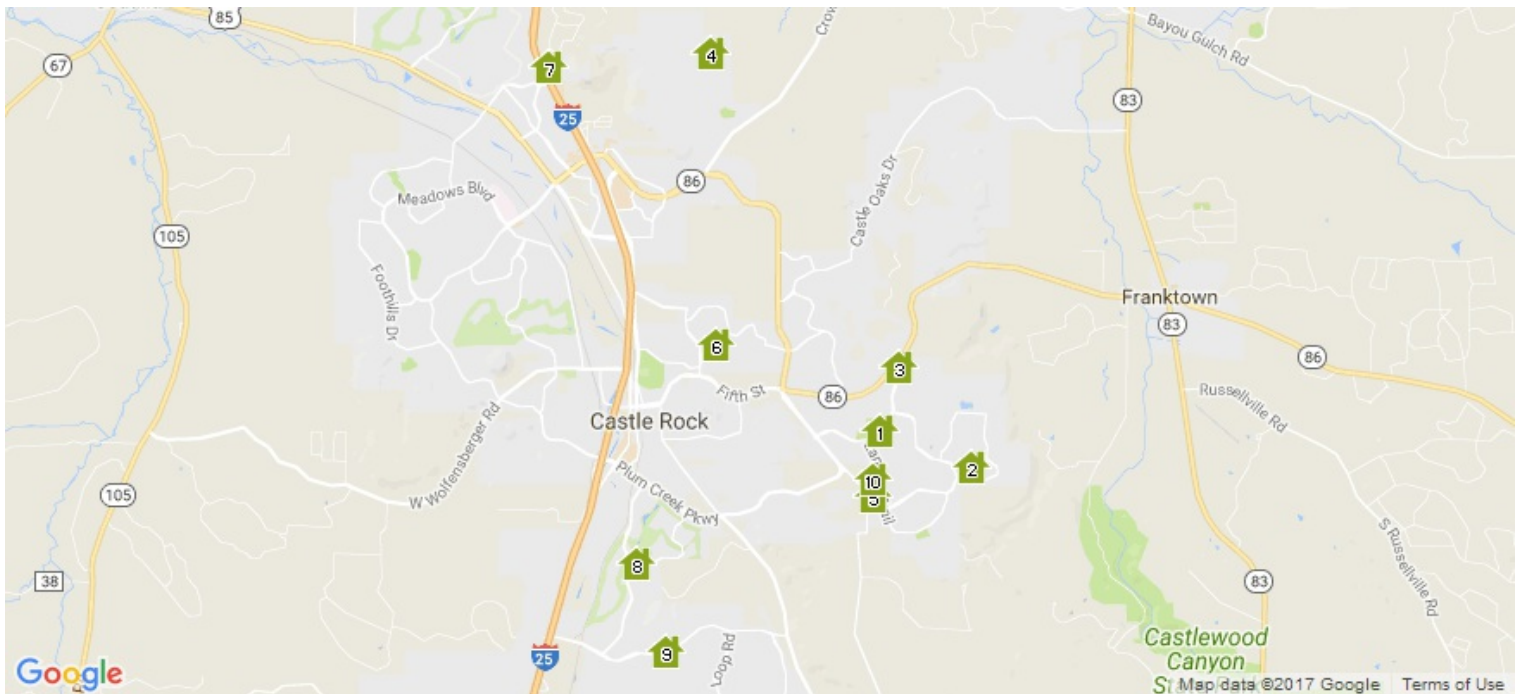 85
Bayou Gulch Rd
67
7
4
83
25
Castle Oaks Dr
86
Meadows Blvd
105
Foothills Dr
Franktown
83
86
6
3
Fifth St
86
Russellville Rd
Castle Rock
1
W Wolfensberger Rd
2
10
5
105
Plum Creek Pkwy
S Russellville Rd
8
38
83
Castlewood
Canyon
9
25
Loop Rd
Google
Map data ©2017 Google
Terms of Use